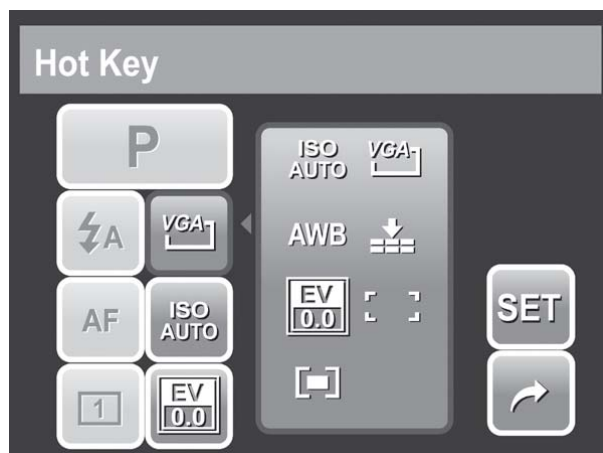 Hot Key
P
ISO AUTO VGA
A VGA
AWB
AF ISO AUTO
EV 0.0
SET
1 EV 0.0